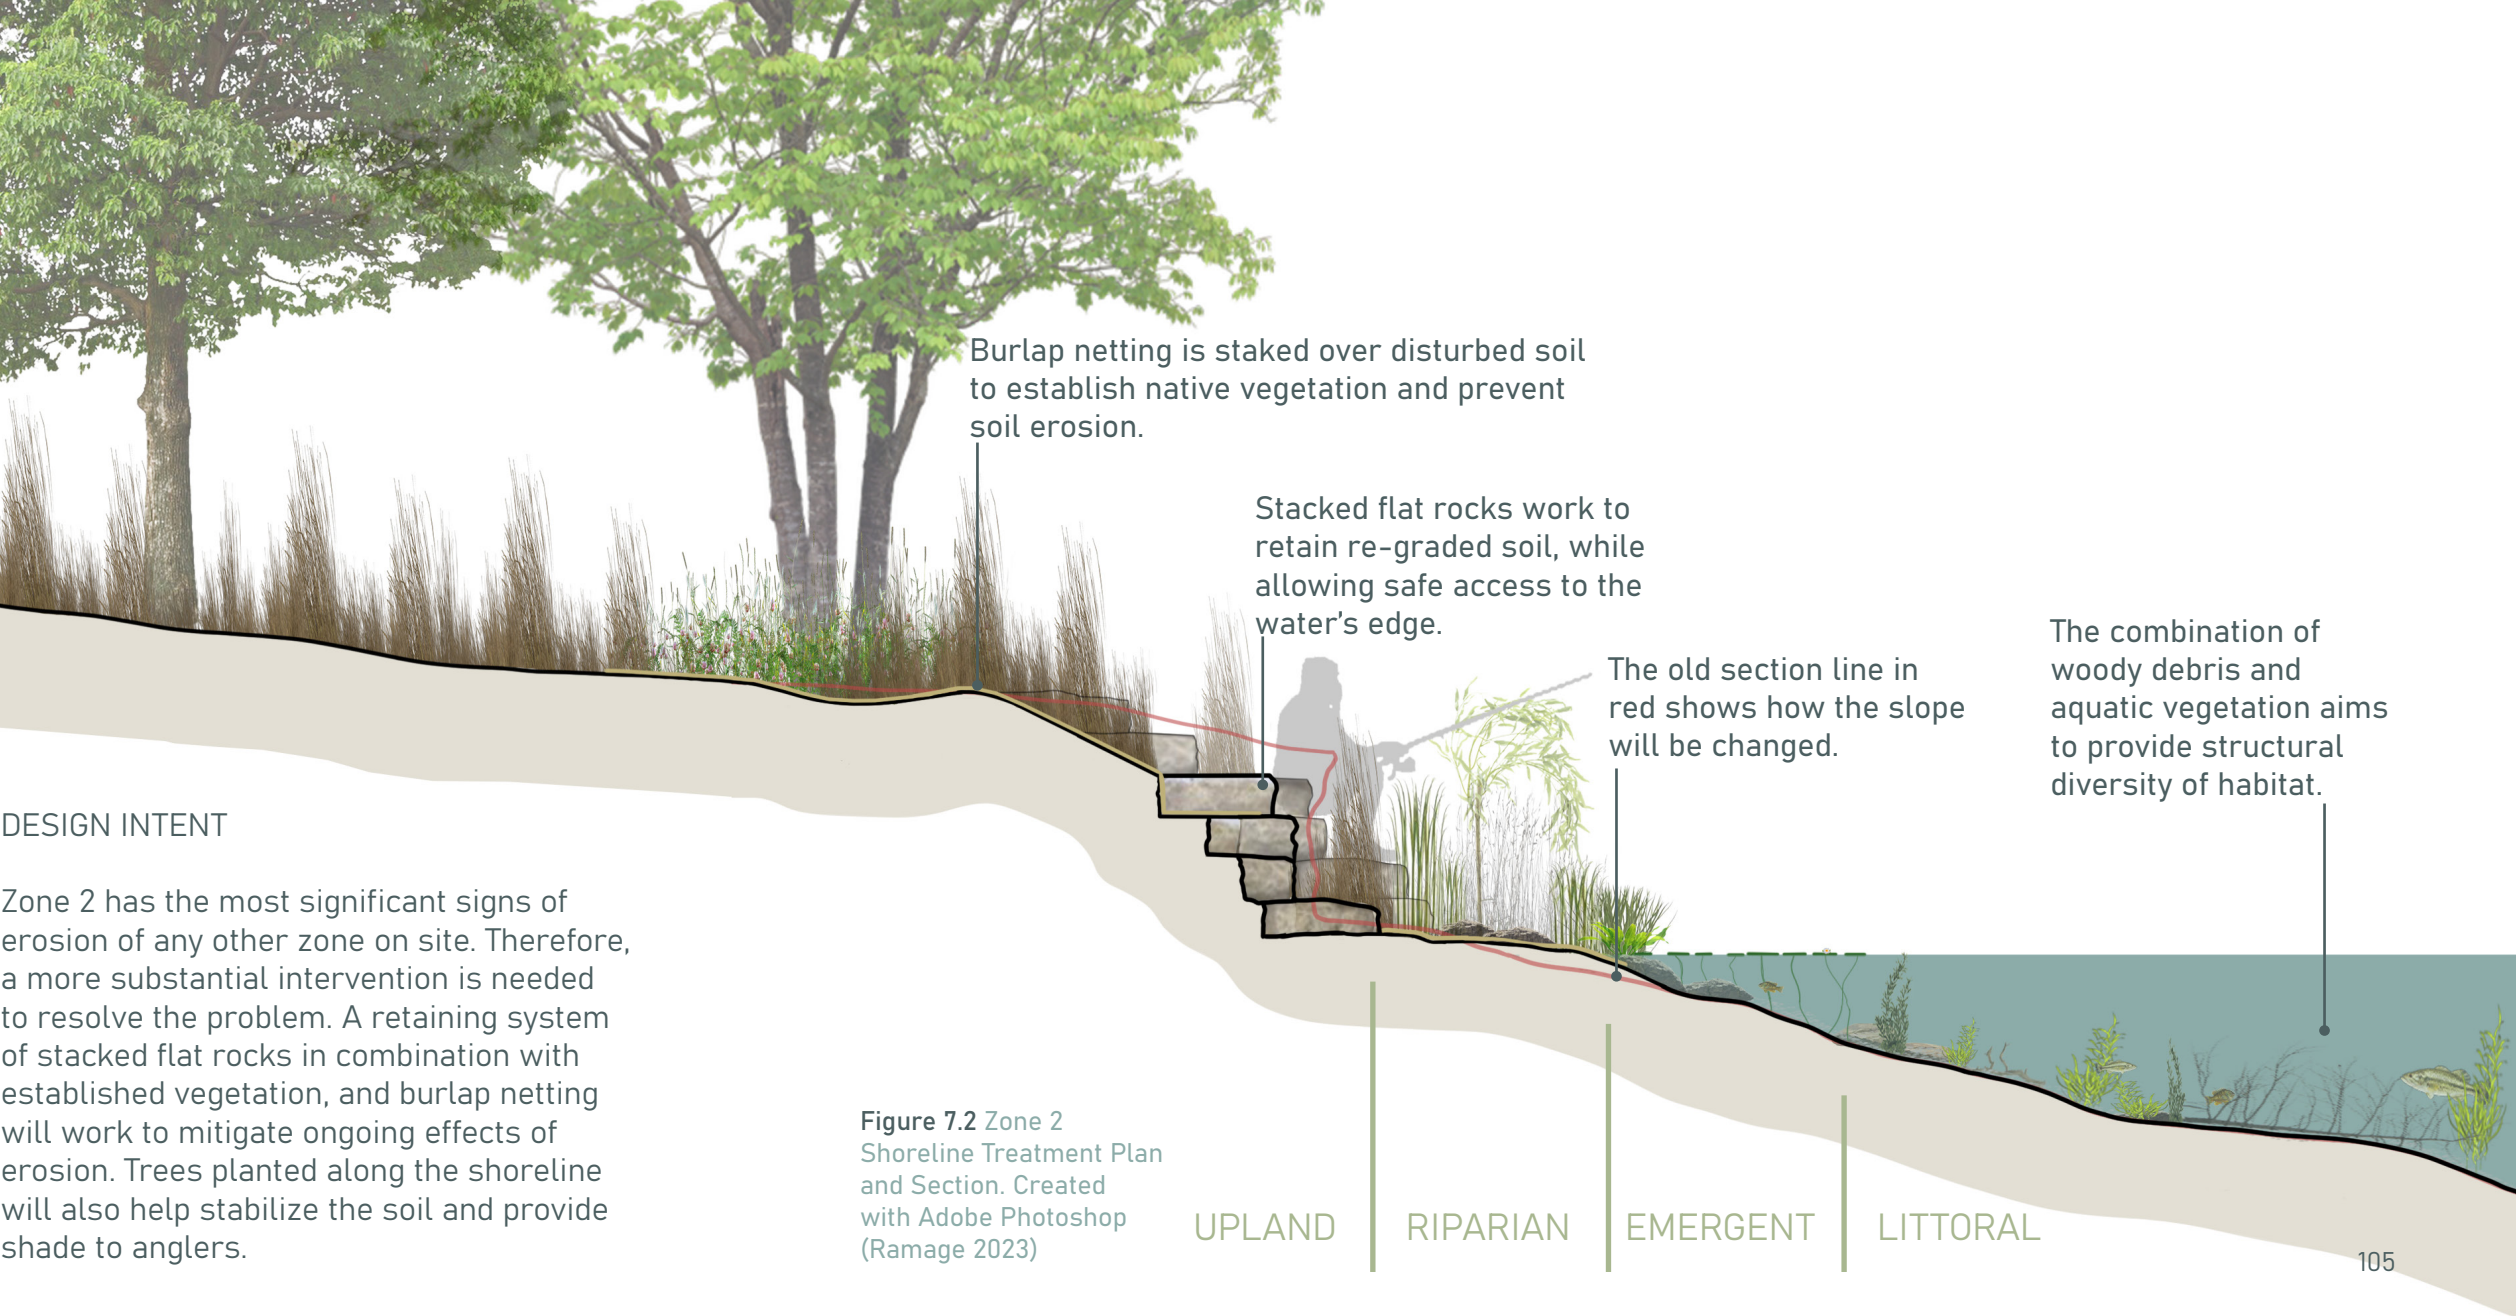 Burlap netting is staked over disturbed soil
to establish native vegetation and prevent
soil erosion.
Stacked flat rocks work to
retain re-graded soil, while
allowing safe access to the
water's edge.
The old section line in
red shows how the slope
will be changed.
The combination of
woody debris and
aquatic vegetation aims
to provide structural
diversity of habitat.
DESIGN INTENT
Zone 2 has the most significant signs of
erosion of any other zone on site. Therefore,
a more substantial intervention is needed
to resolve the problem. A retaining system
of stacked flat rocks in combination with
established vegetation, and burlap netting
will work to mitigate ongoing effects of
erosion. Trees planted along the shoreline
will also help stabilize the soil and provide
shade to anglers.
Figure 7.2 Zone 2
Shoreline Treatment Plan
and Section. Created
with Adobe Photoshop
(Ramage 2023)
UPLAND
RIPARIAN
EMERGENT
LITTORAL
105